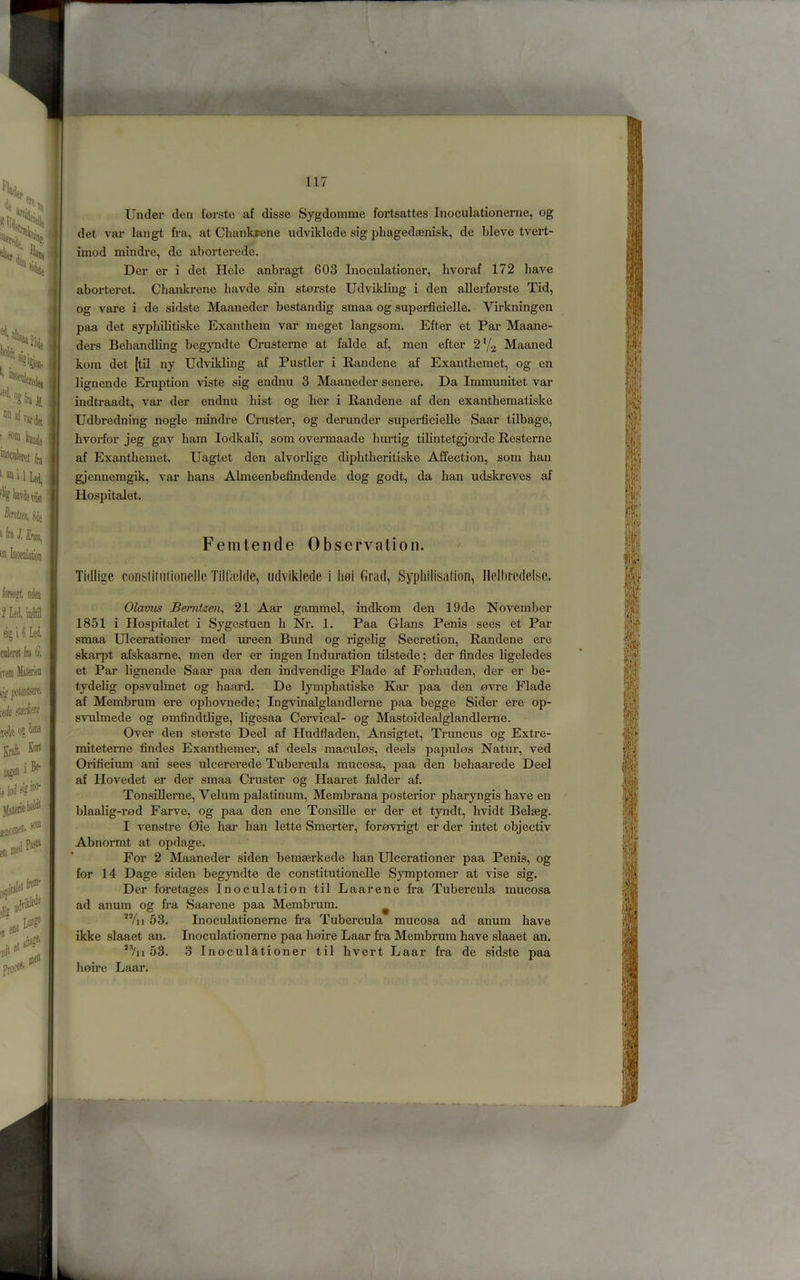 117
Under den første af disse Sygdomme fortsattes Inoculationerne, og
det var langt fra, at Chankrene udviklede sig phagedænisk, de bleve tvert-
imod mindre, de aborterede.
Der er i det Hele anbragt 603 Inoculationer, hvoraf 172 have
aborteret. Chankrene havde sin største Udvikling i den allerførste Tid,
og vare i de sidste Maaneder bestandig smaa og superficielle. Virkningen
paa det syphilitiske Exanthem var meget langsom. Efter et Par Maane-
ders Behandling begyndte Crusterne at falde af, men efter 2 1/2 Maaned
kom det [til ny Udvikling af Pustler i Randene af Exanthemet, og en
lignende Eruption viste sig endnu 3 Maaneder senere. Da Immunitet var
indtraadt, var der endnu hist og her i Randene af den exanthematiske
Udbredning nogle mindre Cruster, og derunder superficielle Saar tilbage,
hvorfor jeg gav ham Iodkali, som overmaade hurtig tilintetgjorde Resterne
af Exanthemet. Uagtet den alvorlige diphtheritiske Affection, som han
gjennemgik, var hans Almeenbefindende dog godt, da han udskreves af
Hospitalet.
Femtende Observation.
Tidlige constitutionelle Tilfælde, udviklede i høi Grad, Syphilisation, Helbredelse.
Olavus Berntzen, 21 Aar gammel, indkom den 19de November
1851 i Hospitalet i Sygestuen h Nr. 1. Paa Glans Penis sees et Par
smaa Ulcerationer med ureen Bund og rigelig Secretion, Randene ere
skarpt afskaarne, men der er ingen Induration tilstede; der findes ligeledes
et Par lignende Saar paa den indvendige Flade af Forhuden, der er be-
tydelig opsvulmet og haard. De lymphatiske Kar paa den øvre Flade
af Membrum ere ophovnede; Ingvinalglandlerne paa begge Sider ere op-
svulmede og ømfindtlige, ligesaa Cervical- og Mastoidealglandlerne.
Over den største Deel af Hudfladen, Ansigtet, Truncus og Extre-
miteterne findes Exanthemer, af deels maculøs, deels papuløs Natur, ved
Orificium ani sees ulcererede Tubercula mucosa, paa den behaarede Deel
af Hovedet er der smaa Cruster og Haaret falder af.
Tonsillerne, Velum palatinum, Membrana posterior pharyngis have en
blaalig-rød Farve, og paa den ene Tonsille er der et tyndt, hvidt Belæg.
I venstre Øie har han lette Smerter, forøvrigt er der intet objectiv
Abnormt at opdage.
For 2 Maaneder siden bemærkede han Ulcerationer paa Penis, og
for 14 Dage siden begyndte de constitutionelle Symptomer at vise sig.
Der foretages Inoculation til Laarene fra Tubercula mucosa
ad anum og fra Saarene paa Membrum.
22/11 53. Inoculationerne fra Tubercula mucosa ad anum have
ikke slaaet an. Inoculationerne paa høire Laar fra Membrum have slaaet an.
23/11 53. 3 Inoculationer til hvert Laar fra de sidste paa
høire Laar.